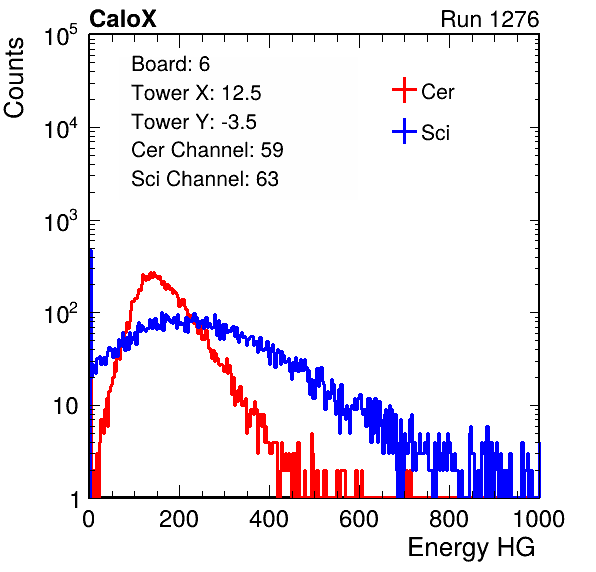 CaloX Run 1276
Counts
10^5
10^4
10^3
10^2
10
1
Board: 6
Tower X: 12.5
Tower Y: -3.5
Cer Channel: 59
Sci Channel: 63
Cer
Sci
0 200 400 600 800 1000
Energy HG